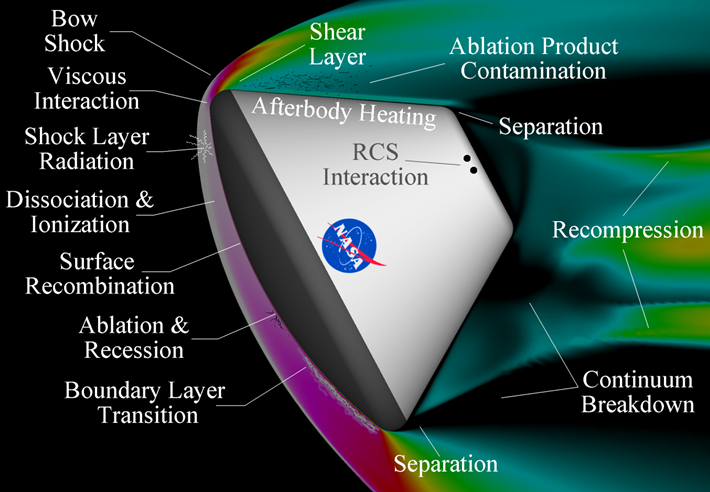 Bow
Shock
Viscous
Interaction
Shock Layer
Radiation
Dissociation &
Ionization
Surface
Recombination
Ablation &
Recession
Boundary Layer
Transition
Shear
Layer
Ablation Product
Contamination
Afterbody Heating
Separation
RCS
Interaction
NASA
Recompression
Continuum
Breakdown
Separation